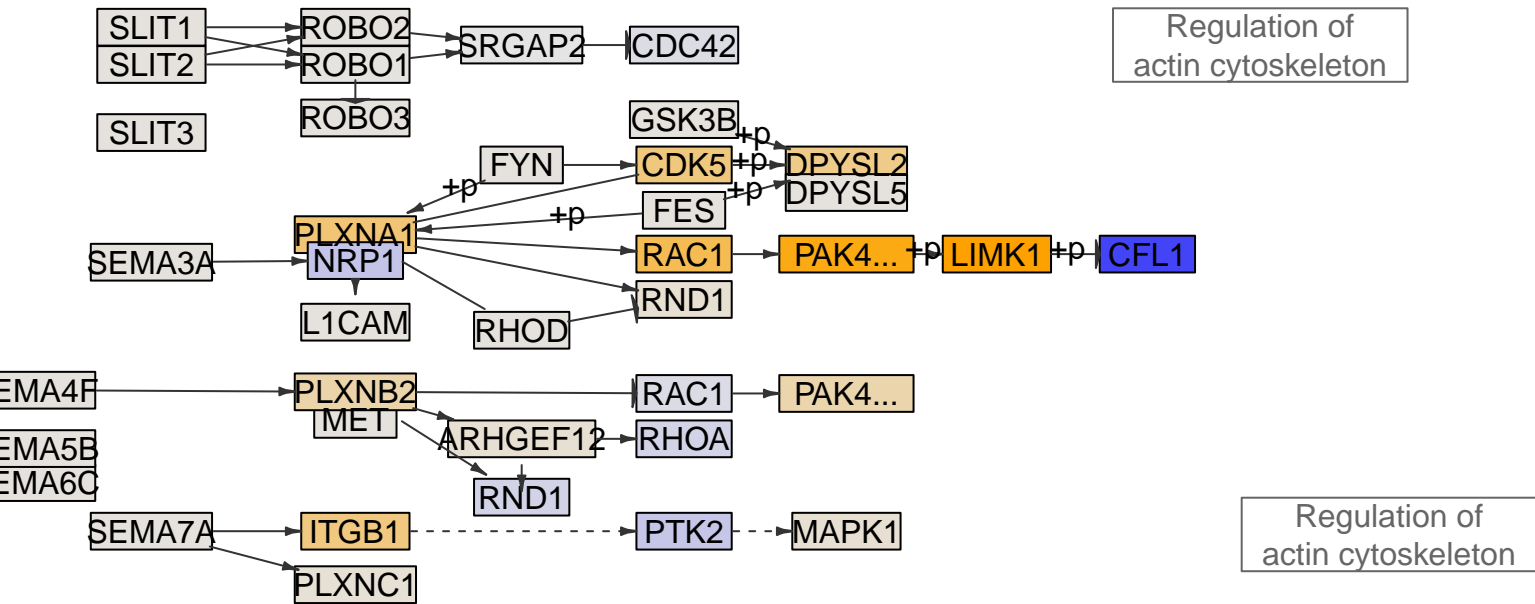 SLIT1
ROBO2
SRGAP2
CDC42
Regulation of
actin cytoskeleton
SLIT2
ROBO1
SLIT3
ROBO3
GSK3B
+p
FYN
CDK5
+p
DPYSL2
+p
+p
DPYSL5
+p
FES
PLXNA1
SEMA3A
NRP1
RAC1
PAK4...
+p
LIMK1
+p
CFL1
RND1
L1CAM
RHOD
EMA4F
PLXNB2
RAC1
PAK4...
MET
ARHGEF12
RHOA
EMA5B
EMA6C
RND1
SEMA7A
ITGB1
PTK2
MAPK1
Regulation of
actin cytoskeleton
PLXNC1